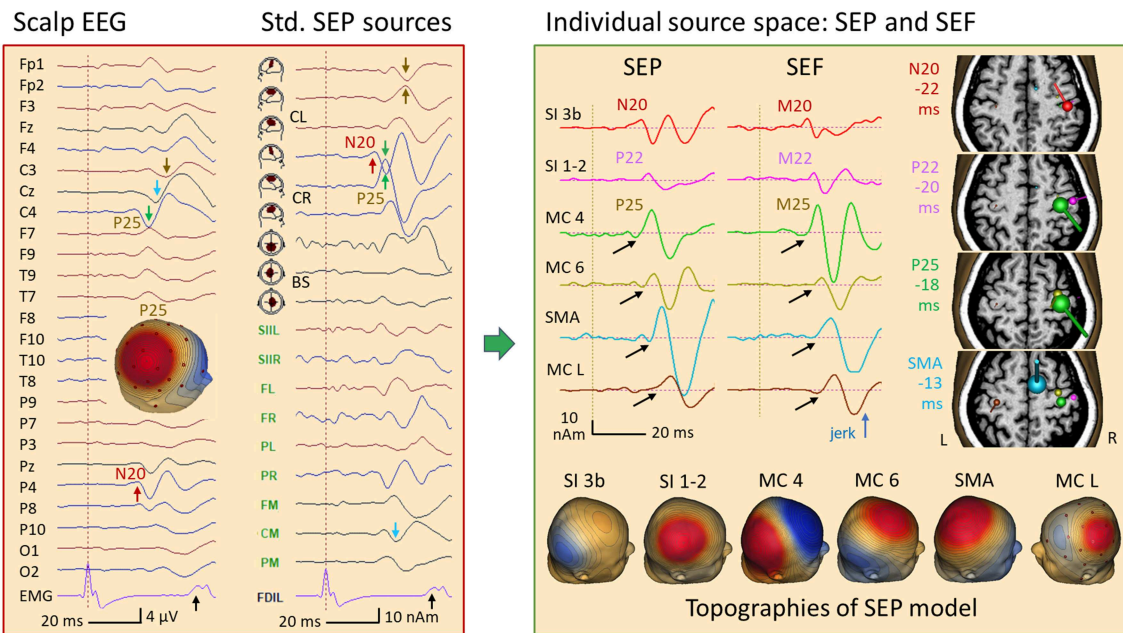 Scalp EEG
Std. SEP sources
Individual source space: SEP and SEF
Fp1
Fp2
F3
Fz
F4
C3
Cz
C4
P25
F7
F9
T9
T7
P25
F8
F10
T10
T8
P9
P7
P3
Pz
N20
P4
P8
P10
O1
O2
EMG
20 ms
4 µV
CL
N20
CR
P25
BS
SIIL
SIIR
FL
FR
PL
PR
FM
CM
PM
FDIL
20 ms
10 nAm
SEP
SEF
SI 3b
N20
M20
SI 1-2
P22
M22
MC 4
P25
M25
MC 6
SMA
MC L
10
nAm
20 ms
jerk
N20
-22
ms
P22
-20
ms
P25
-18
ms
SMA
-13
ms
L
R
SI 3b
SI 1-2
MC 4
MC 6
SMA
MC L
Topographies of SEP model